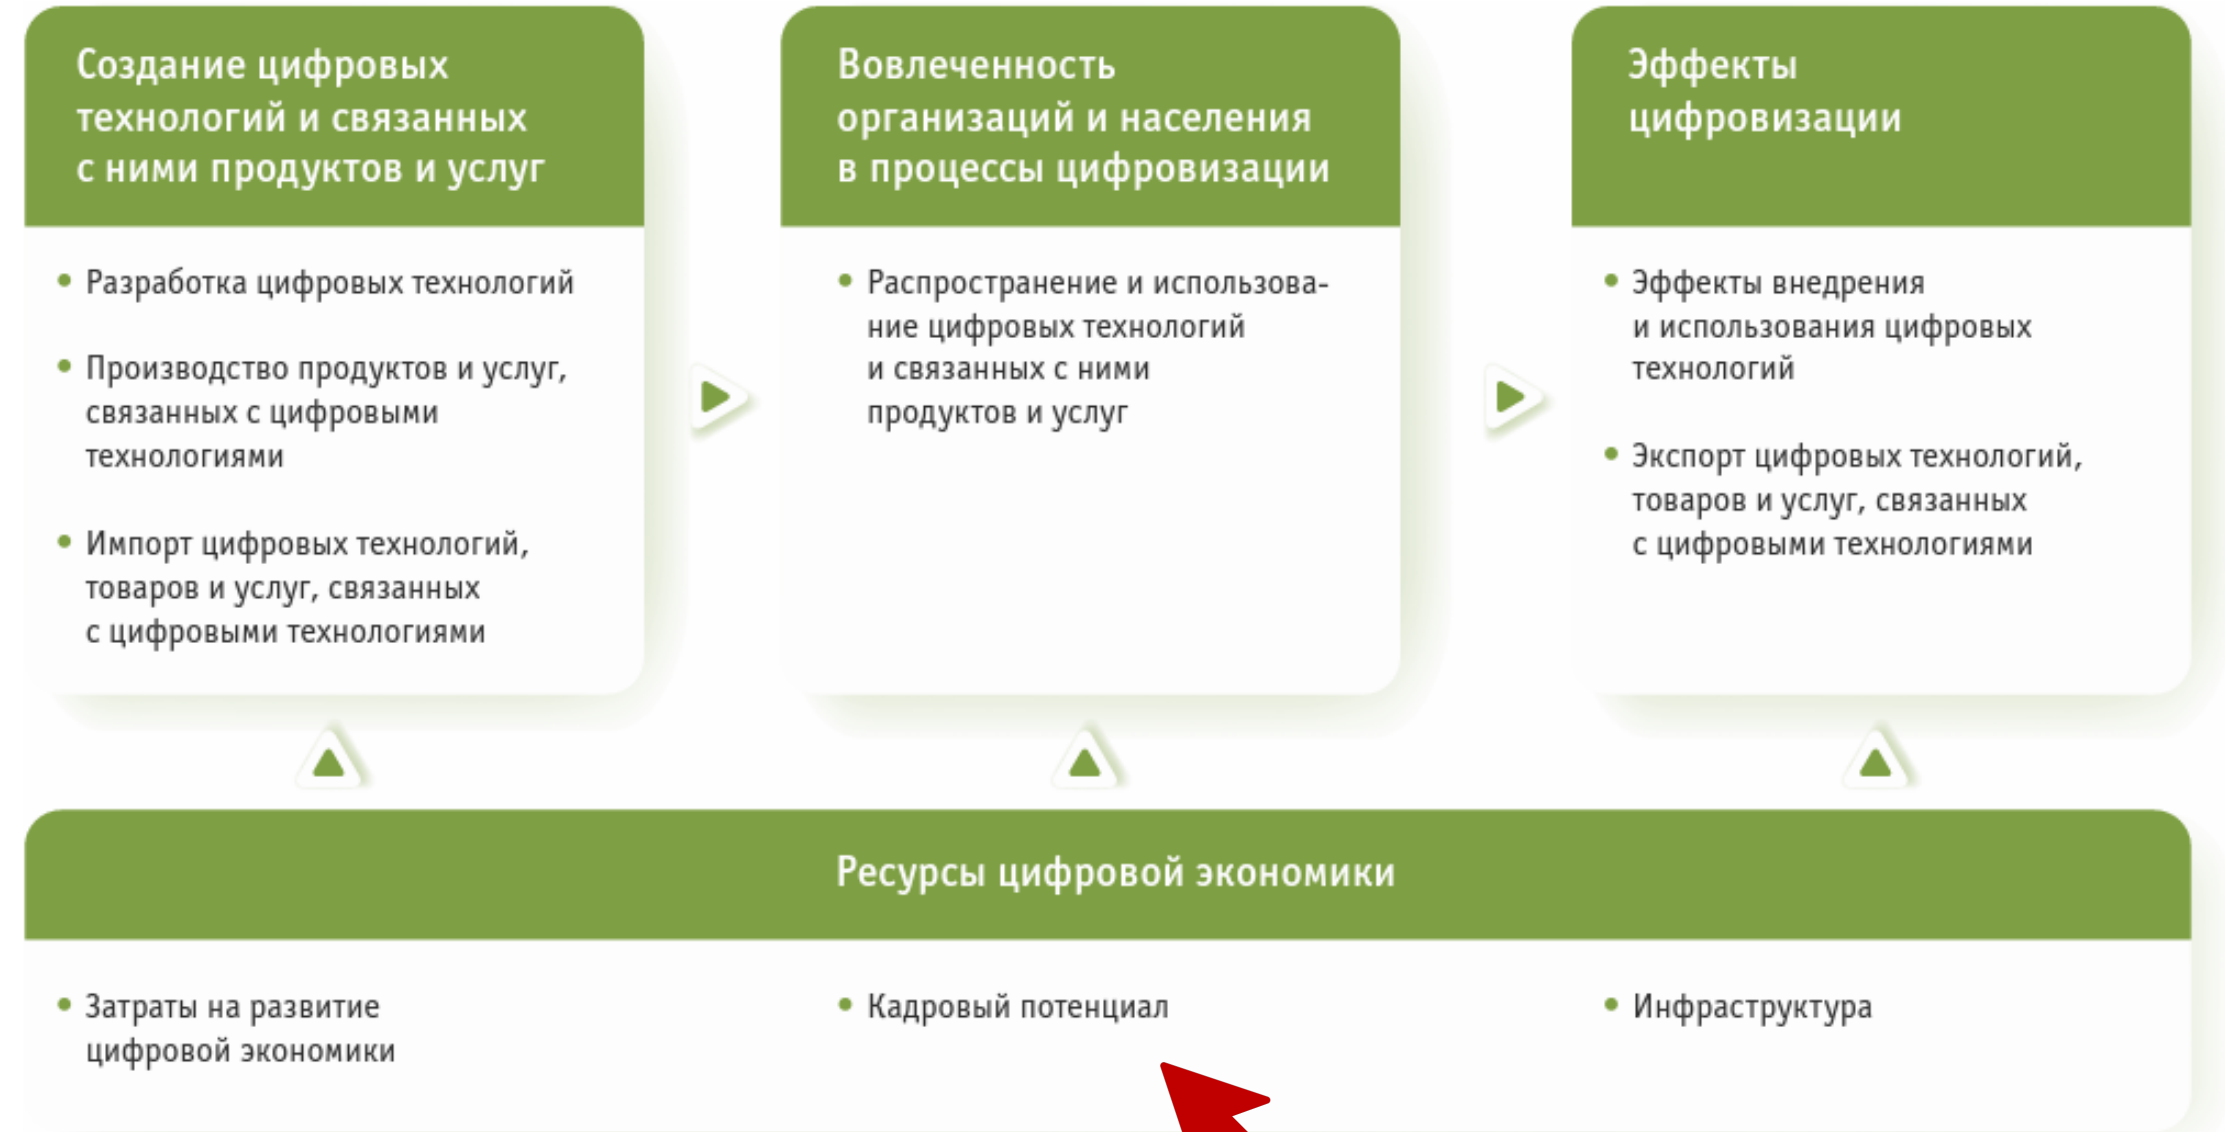 Создание цифровых
технологий и связанных
с ними продуктов и услуг
• Разработка цифровых технологий
• Производство продуктов и услуг,
связанных с цифровыми
технологиями
• Импорт цифровых технологий,
товаров и услуг, связанных
с цифровыми технологиями
Вовлеченность
организаций и населения
в процессы цифровизации
• Распространение и использова-
ние цифровых технологий
и связанных с ними
продуктов и услуг
Эффекты
цифровизации
• Эффекты внедрения
и использования цифровых
технологий
• Экспорт цифровых технологий,
товаров и услуг, связанных
с цифровыми технологиями
Ресурсы цифровой экономики
• Затраты на развитие
цифровой экономики
• Кадровый потенциал
• Инфраструктура